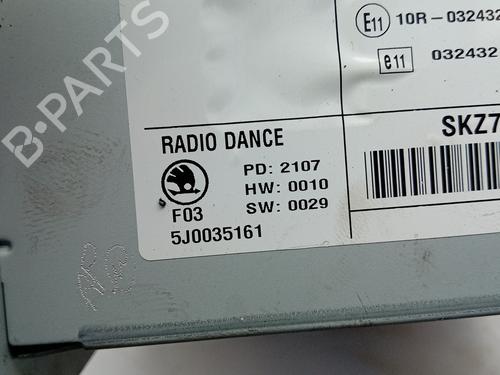 B-PARTS
E11 10R-032432
e11 032432
RADIO DANCE
SKZ7
PD: 2107
HW: 0010
F03
SW: 0029
5J0035161